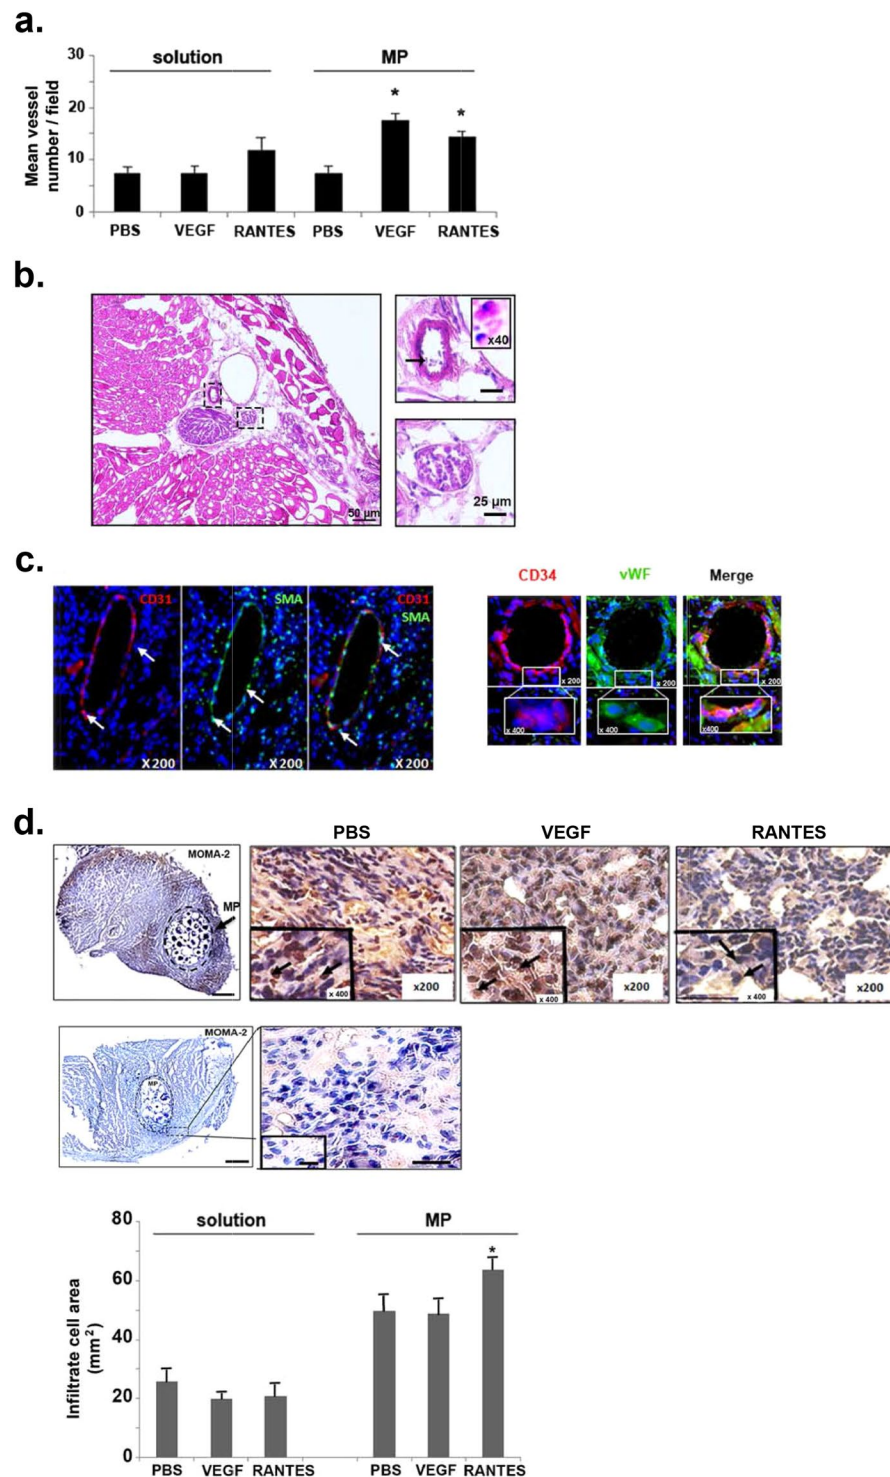 a.
30
20
10
0
Mean vessel
number / field
solution
MP
*
*
PBS
VEGF
RANTES
PBS
VEGF
RANTES
b.
50 µm
x40
25 µm
c.
CD31
X 200
SMA
X 200
CD31
SMA
X 200
CD34
vWF
Merge
x 200
x 200
x 200
x 400
x 400
x400
d.
PBS
VEGF
RANTES
MOMA-2
MP
x 400
x200
x 400
x200
x 400
x200
MOMA-2
MP
80
60
40
20
0
Infiltrate cell area
(mm²)
solution
MP
*
PBS
VEGF
RANTES
PBS
VEGF
RANTES